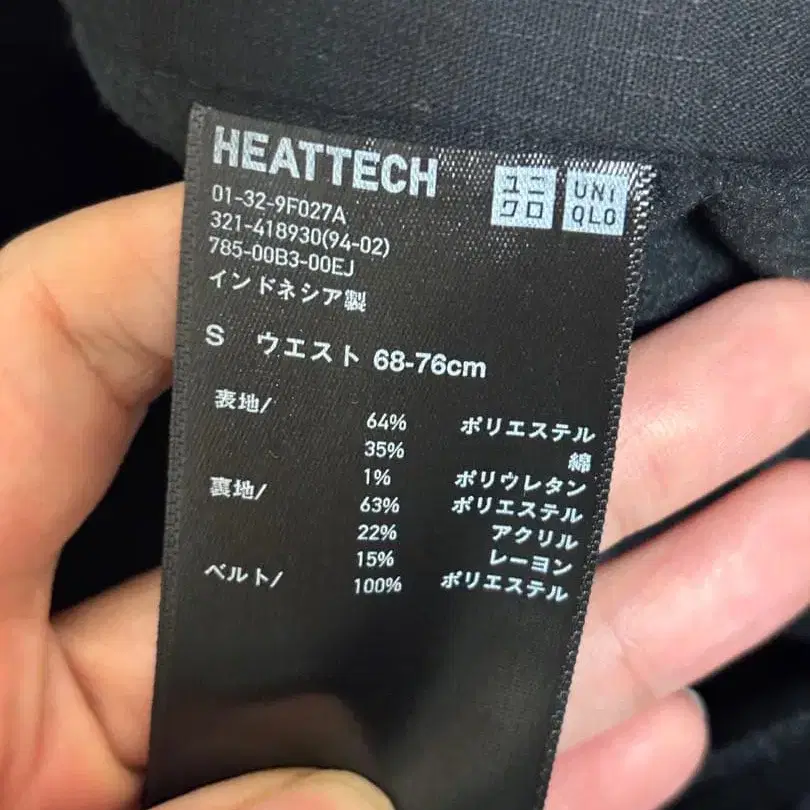 HEATTECH
ユニ
クロ
UNI
QLO
01-32-9F027A
321-418930(94-02)
785-00B3-00EJ
インドネシア製
S ウエスト 68-76cm
表地/
64% ポリエステル
35% 綿
1% ポリウレタン
裏地/
63% ポリエステル
22% アクリル
15% レーヨン
ベルト/
100% ポリエステル